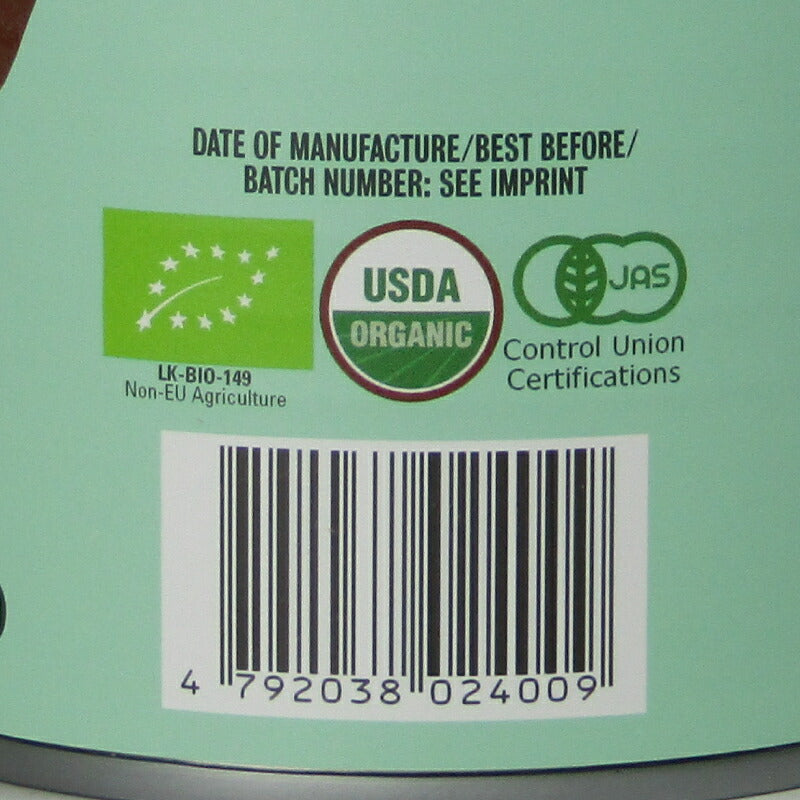 DATE OF MANUFACTURE/BEST BEFORE/
BATCH NUMBER: SEE IMPRINT
USDA
ORGANIC
JAS
LK-BIO-149
Non-EU Agriculture
Control Union
Certifications
4 792038 024009